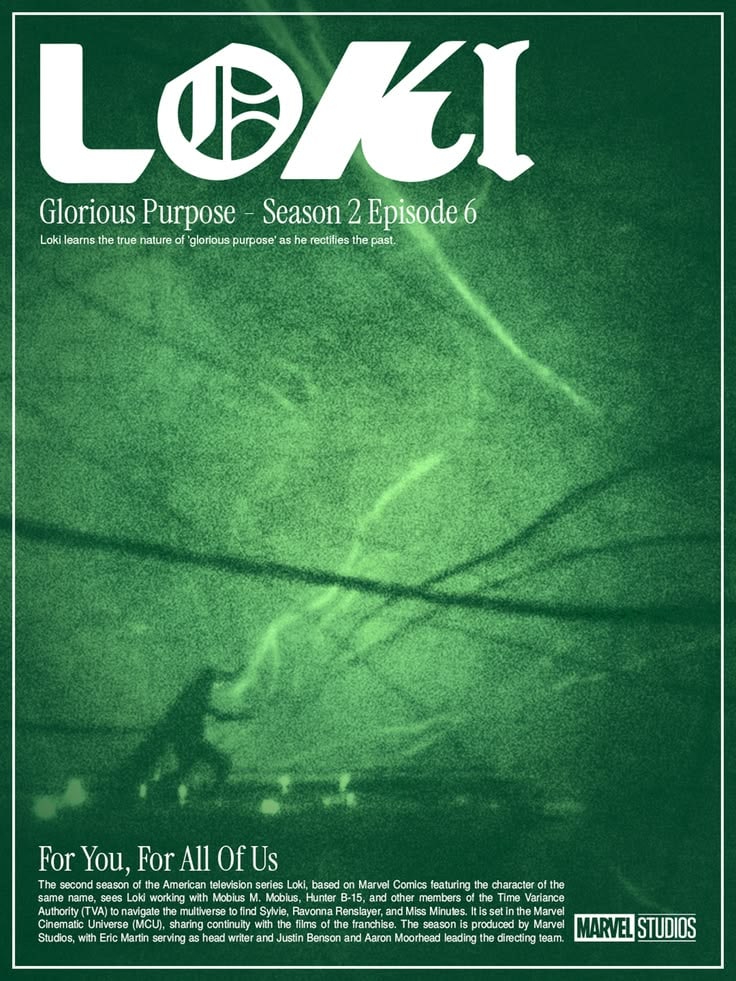 LOKI
Glorious Purpose - Season 2 Episode 6
Loki learns the true nature of 'glorious purpose' as he rectifies the past.
For You, For All Of Us
The second season of the American television series Loki, based on Marvel Comics featuring the character of the
same name, sees Loki working with Mobius M. Mobius, Hunter B-15, and other members of the Time Variance
Authority (TVA) to navigate the multiverse to find Sylvie, Ravonna Renslayer, and Miss Minutes. It is set in the Marvel
Cinematic Universe (MCU), sharing continuity with the films of the franchise. The season is produced by Marvel
Studios, with Eric Martin serving as head writer and Justin Benson and Aaron Moorhead leading the directing team.
MARVEL STUDIOS